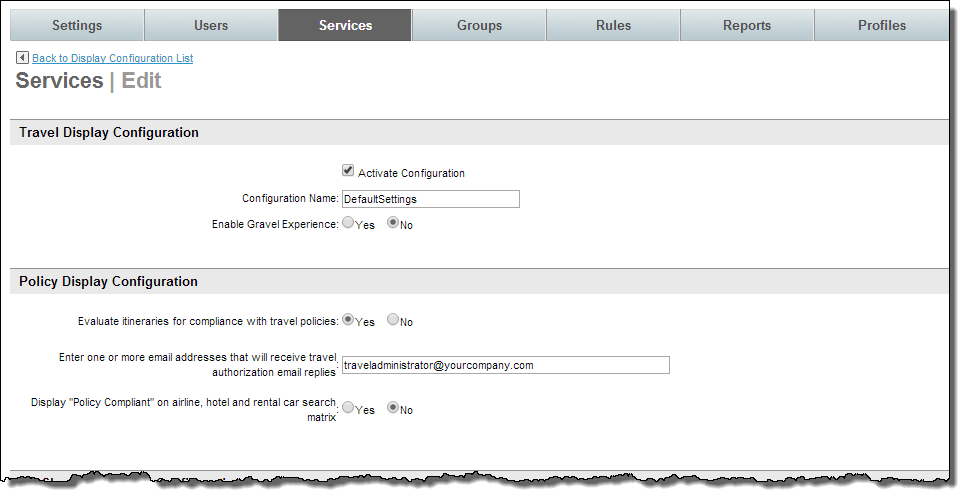 Settings Users Services Groups Rules Reports Profiles
Back to Display Configuration List
Services | Edit
Travel Display Configuration
Activate Configuration
Configuration Name: DefaultSettings
Enable Gravel Experience: Yes No
Policy Display Configuration
Evaluate itineraries for compliance with travel policies: Yes No
Enter one or more email addresses that will receive travel
authorization email replies: traveladministrator@yourcompany.com
Display "Policy Compliant" on airline, hotel and rental car search
matrix: Yes No